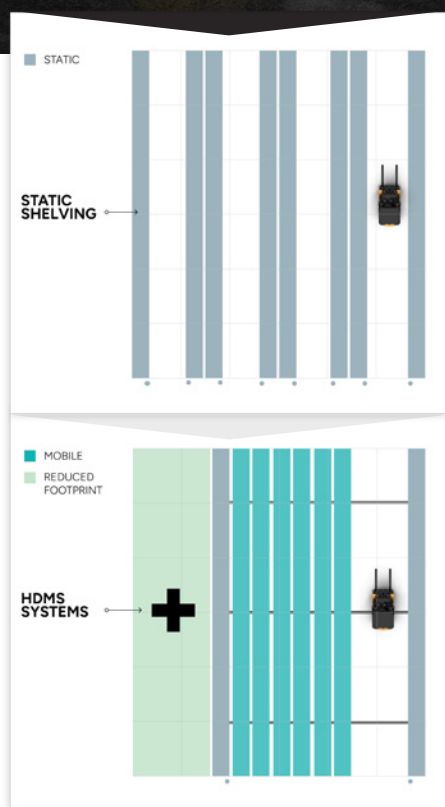 STATIC
STATIC
SHELVING
MOBILE
REDUCED
FOOTPRINT
HDMS
SYSTEMS